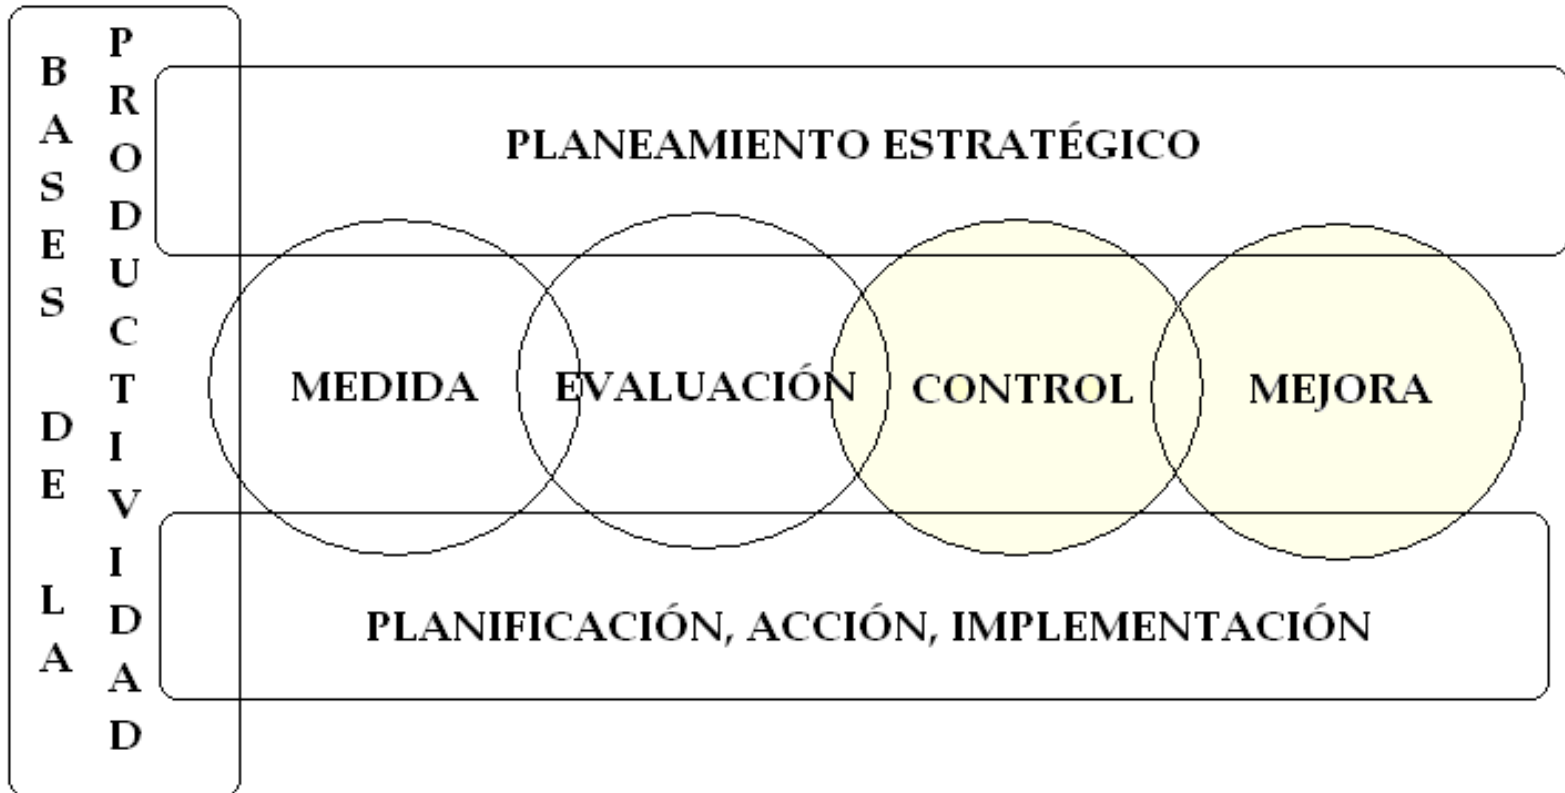 BASES DE LA
PRODUCTIVIDAD
PLANEAMIENTO ESTRATÉGICO
MEDIDA
EVALUACIÓN
CONTROL
MEJORA
PLANIFICACIÓN, ACCIÓN, IMPLEMENTACIÓN